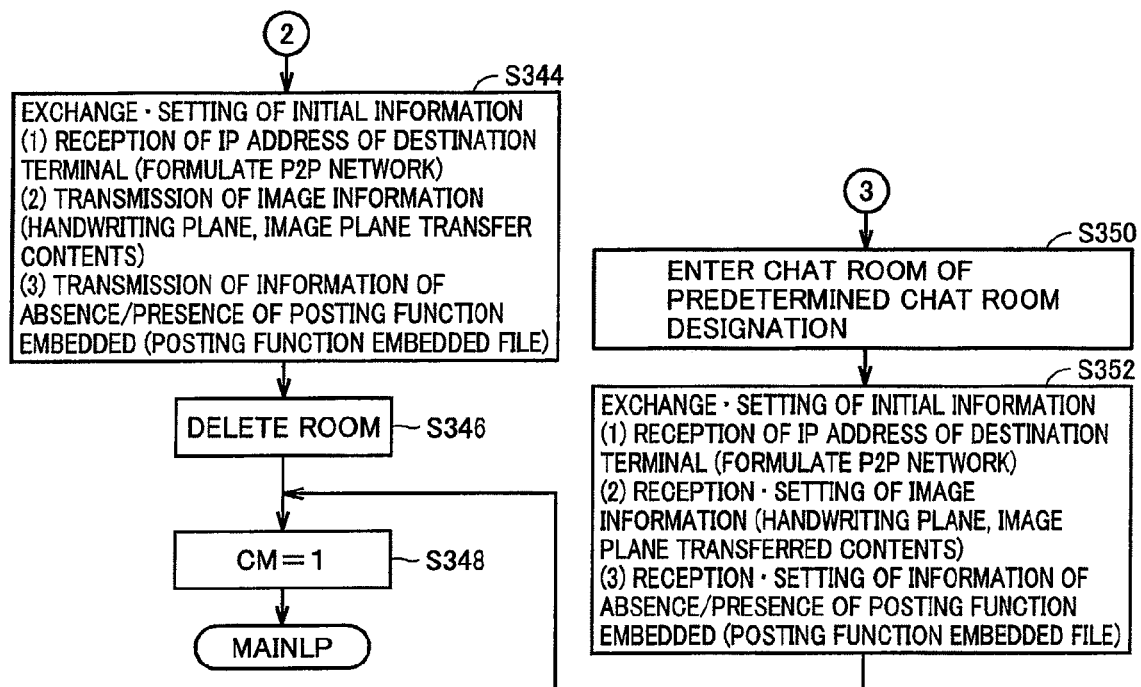 2
S344
EXCHANGE・SETTING OF INITIAL INFORMATION
(1) RECEPTION OF IP ADDRESS OF DESTINATION
TERMINAL (FORMULATE P2P NETWORK)
(2) TRANSMISSION OF IMAGE INFORMATION
(HANDWRITING PLANE, IMAGE PLANE TRANSFER
CONTENTS)
(3) TRANSMISSION OF INFORMATION OF
ABSENCE/PRESENCE OF POSTING FUNCTION
EMBEDDED (POSTING FUNCTION EMBEDDED FILE)
DELETE ROOM
S346
CM=1
S348
MAINLP
3
S350
ENTER CHAT ROOM OF
PREDETERMINED CHAT ROOM
DESIGNATION
S352
EXCHANGE・SETTING OF INITIAL INFORMATION
(1) RECEPTION OF IP ADDRESS OF DESTINATION
TERMINAL (FORMULATE P2P NETWORK)
(2) RECEPTION・SETTING OF IMAGE
INFORMATION (HANDWRITING PLANE, IMAGE
PLANE TRANSFERRED CONTENTS)
(3) RECEPTION・SETTING OF INFORMATION OF
ABSENCE/PRESENCE OF POSTING FUNCTION
EMBEDDED (POSTING FUNCTION EMBEDDED FILE)